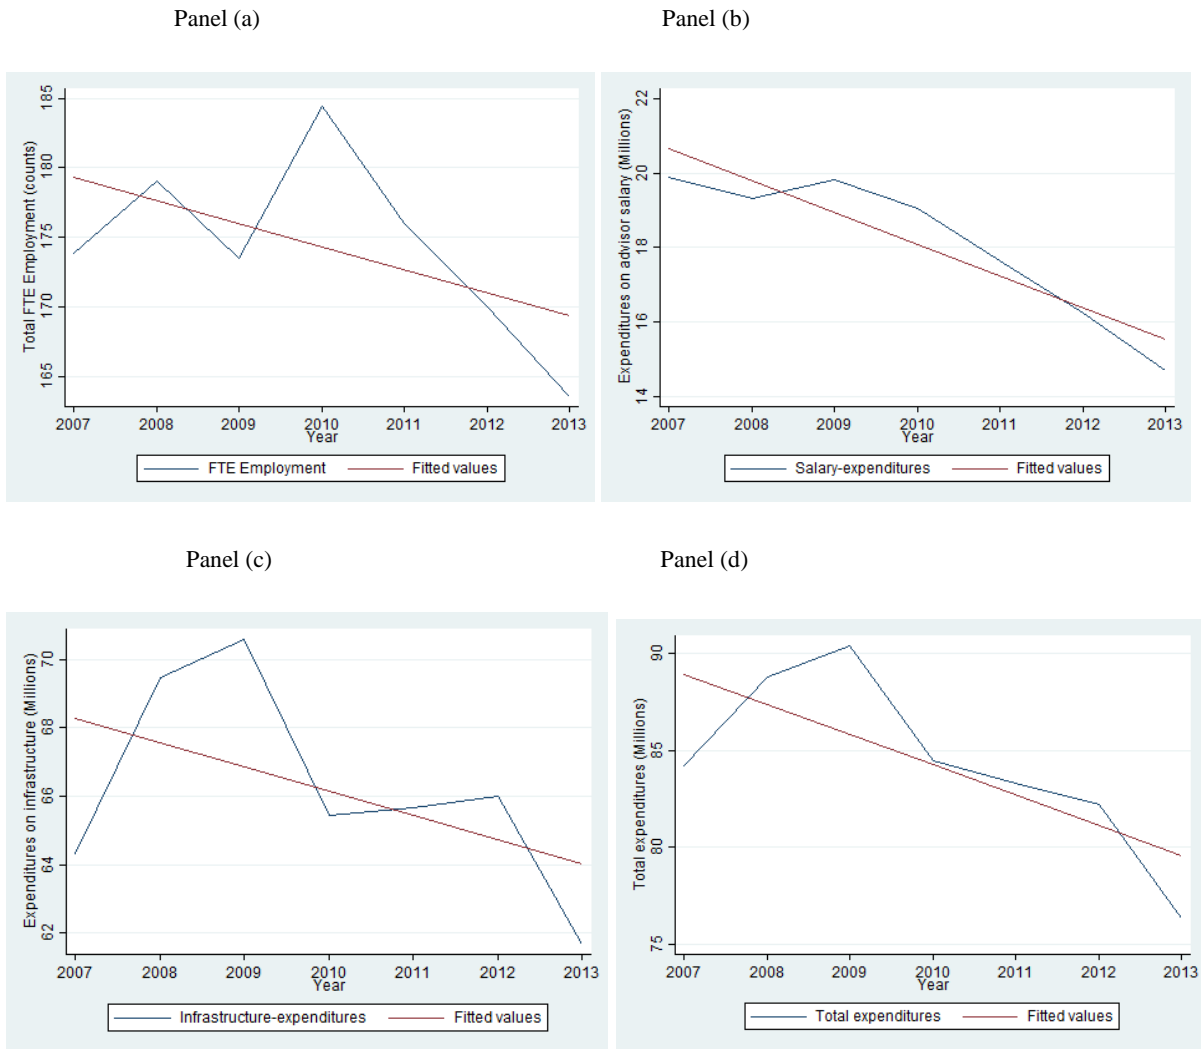 Panel (a)
Panel (b)
Total FTE Employment (counts)
185
180
175
170
165
2007 2008 2009 2010 2011 2012 2013
Year
FTE Employment Fitted values
Expenditures on advisor salary (Millions)
22
20
18
16
14
2007 2008 2009 2010 2011 2012 2013
Year
Salary-expenditures Fitted values
Panel (c)
Panel (d)
Expenditures on infrastructure (Millions)
70
68
66
64
62
2007 2008 2009 2010 2011 2012 2013
Year
Infrastructure-expenditures Fitted values
Total expenditures (Millions)
90
85
80
75
2007 2008 2009 2010 2011 2012 2013
Year
Total expenditures Fitted values